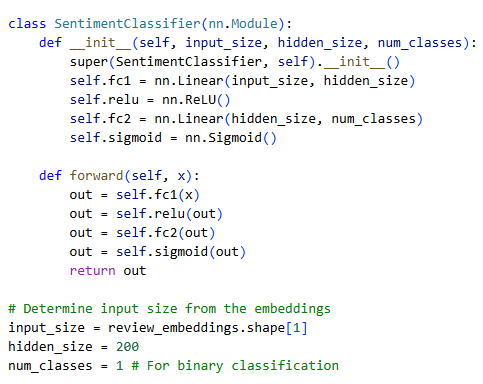 class SentimentClassifier(nn.Module):
    def __init__(self, input_size, hidden_size, num_classes):
        super(SentimentClassifier, self).__init__()
        self.fc1 = nn.Linear(input_size, hidden_size)
        self.relu = nn.ReLU()
        self.fc2 = nn.Linear(hidden_size, num_classes)
        self.sigmoid = nn.Sigmoid()
    def forward(self, x):
        out = self.fc1(x)
        out = self.relu(out)
        out = self.fc2(out)
        out = self.sigmoid(out)
        return out
# Determine input size from the embeddings
input_size = review_embeddings.shape[1]
hidden_size = 200
num_classes = 1 # For binary classification